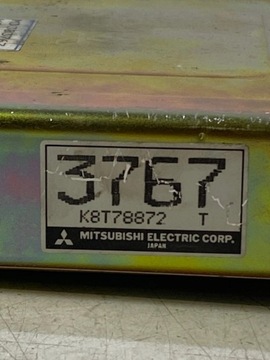 3767
K8T78872 T
MITSUBISHI ELECTRIC CORP.
JAPAN